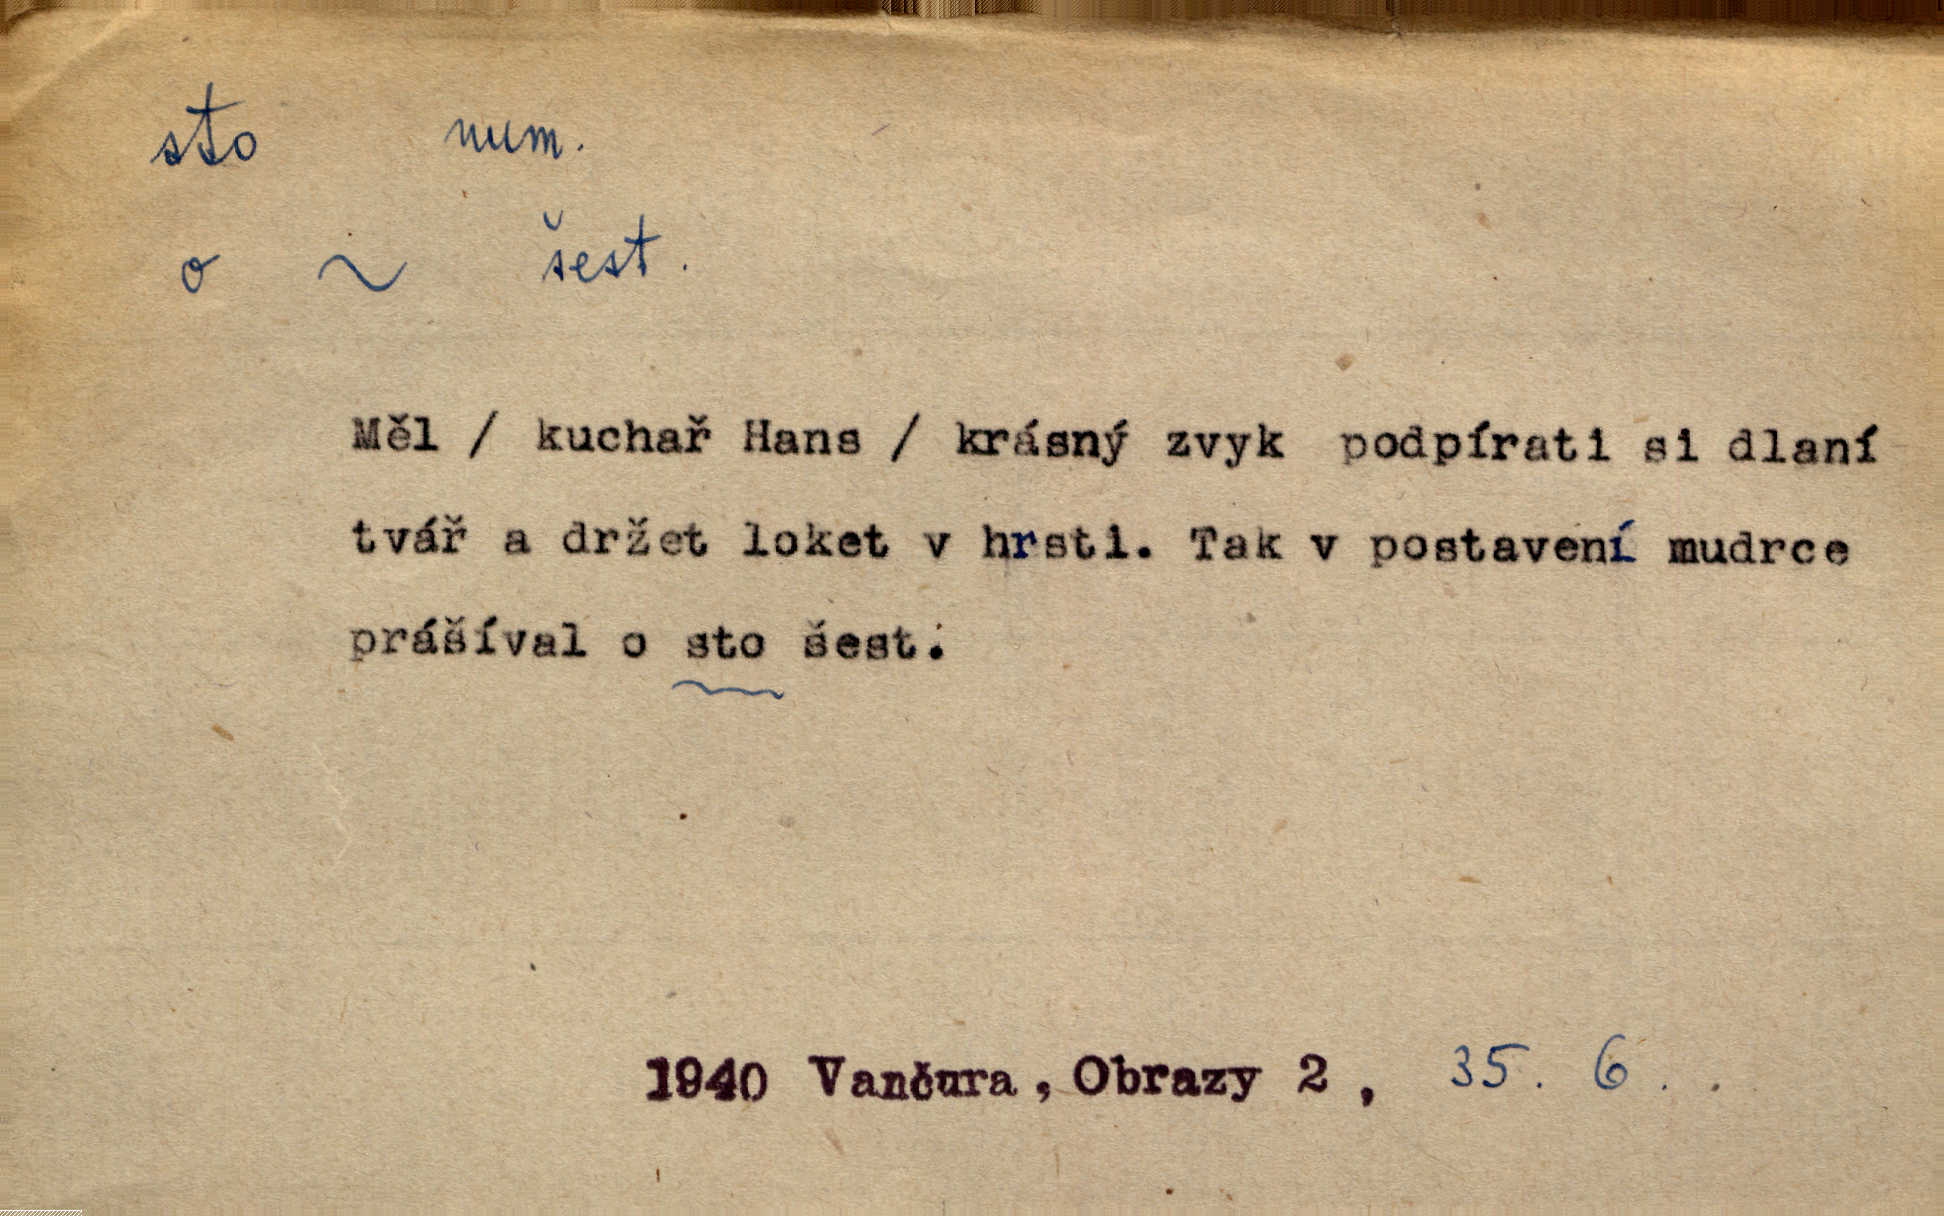 sto num.
o ~ šest.
Měl / kuchař Hans / krásný zvyk podpírati si dlaní
tvář a držet loket v hrsti. Tak v postavení mudrce
prášíval o sto šest.
1940 Vančura, Obrazy 2, 35. 6.